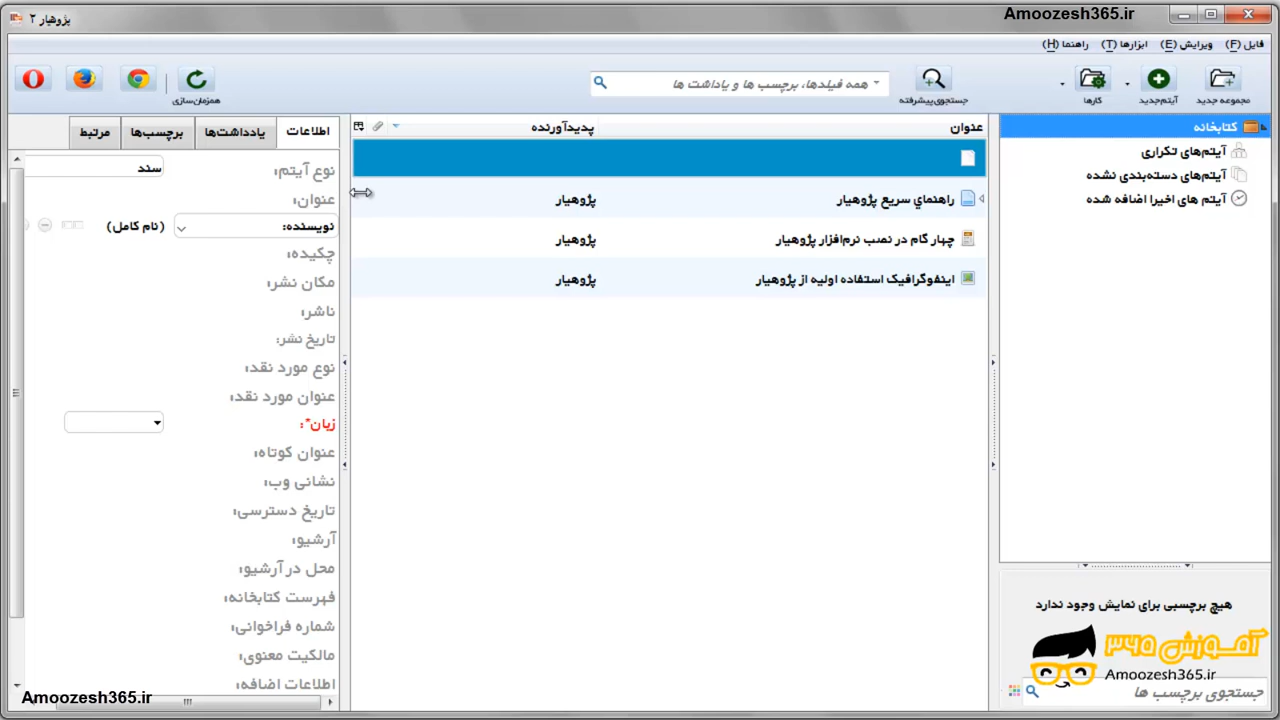 پژوهیار ۲
Amoozesh365.ir
فایل (F) ویرایش (E) ابزارها (T) راهنما (H)
مجموعه جدید
آیتم‌جدید
کارها
جستجوی‌پیشرفته
همه فیلدها، برچسب ها و یاداشت ها
همزمان‌سازی
کتابخانه
آیتم‌های تکراری
آیتم‌های دسته‌بندی نشده
آیتم های اخیرا اضافه شده
عنوان پدیدآورنده
راهنماي سریع پژوهیار پژوهیار
چهار گام در نصب نرم‌افزار پژوهیار پژوهیار
اینفوگرافیک استفاده اولیه از پژوهیار پژوهیار
اطلاعات یادداشت‌ها برچسب‌ها مرتبط
نوع آیتم: سند
عنوان:
نویسنده: (نام کامل)
چکیده:
مکان نشر:
ناشر:
تاریخ نشر:
نوع مورد نقد:
عنوان مورد نقد:
زبان*:
عنوان کوتاه:
نشانی وب:
تاریخ دسترسی:
آرشیو:
محل در آرشیو:
فهرست کتابخانه:
شماره فراخوانی:
مالکیت معنوی:
اطلاعات اضافه:
هیچ برچسبی برای نمایش وجود ندارد
آموزش ۳۶۵
Amoozesh365.ir
جستجوی برچسب ها
Amoozesh365.ir